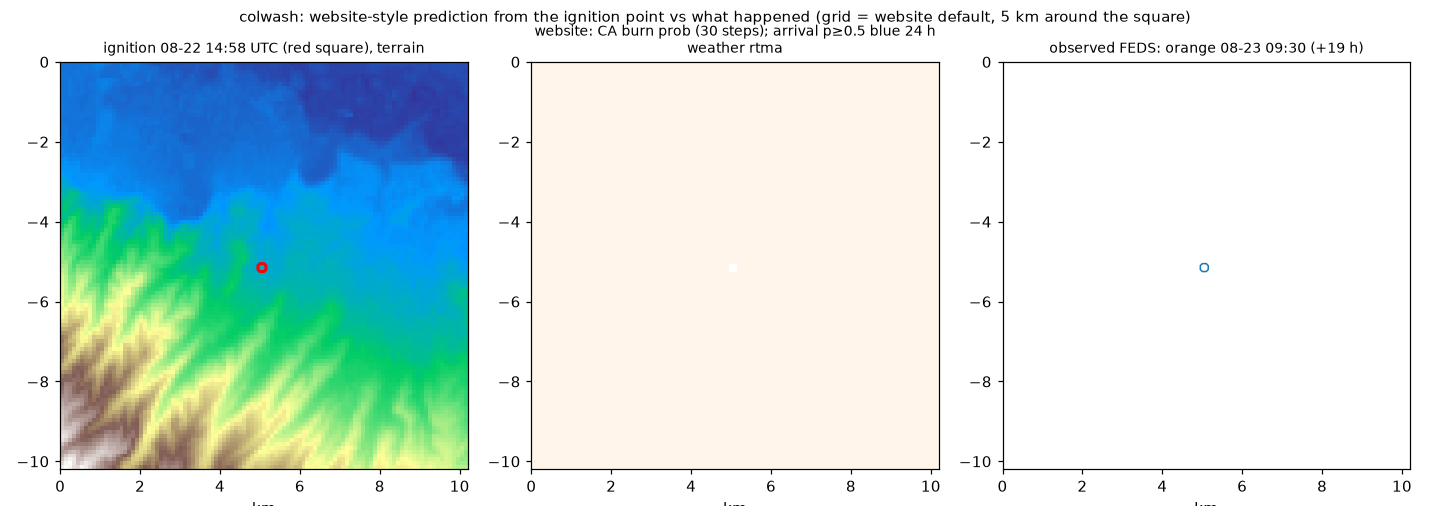 colwash: website-style prediction from the ignition point vs what happened (grid = website default, 5 km around the square)
ignition 08-22 14:58 UTC (red square), terrain
website: CA burn prob (30 steps); arrival p≥0.5 blue 24 h
weather rtma
observed FEDS: orange 08-23 09:30 (+19 h)
0
−2
−4
−6
−8
−10
0 2 4 6 8 10
0
−2
−4
−6
−8
−10
0 2 4 6 8 10
0
−2
−4
−6
−8
−10
0 2 4 6 8 10
km
km
km